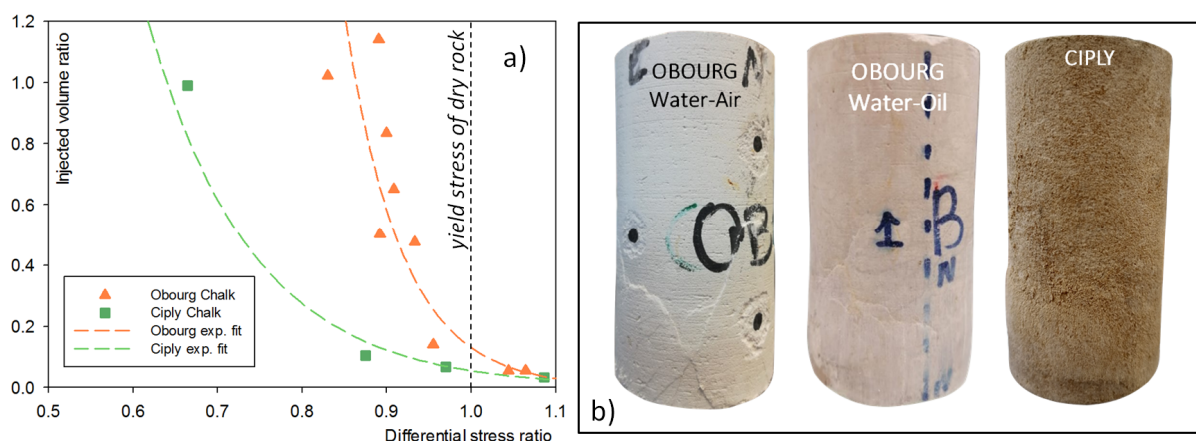 a)
Injected volume ratio
1.2
1.0
0.8
0.6
0.4
0.2
0.0
yield stress of dry rock
Obourg Chalk
Ciply Chalk
Obourg exp. fit
Ciply exp. fit
0.5 0.6 0.7 0.8 0.9 1.0 1.1
Differential stress ratio
b)
OBOURG
Water-Air
OB
OBOURG
Water-Oil
1 B
N
N
CIPLY